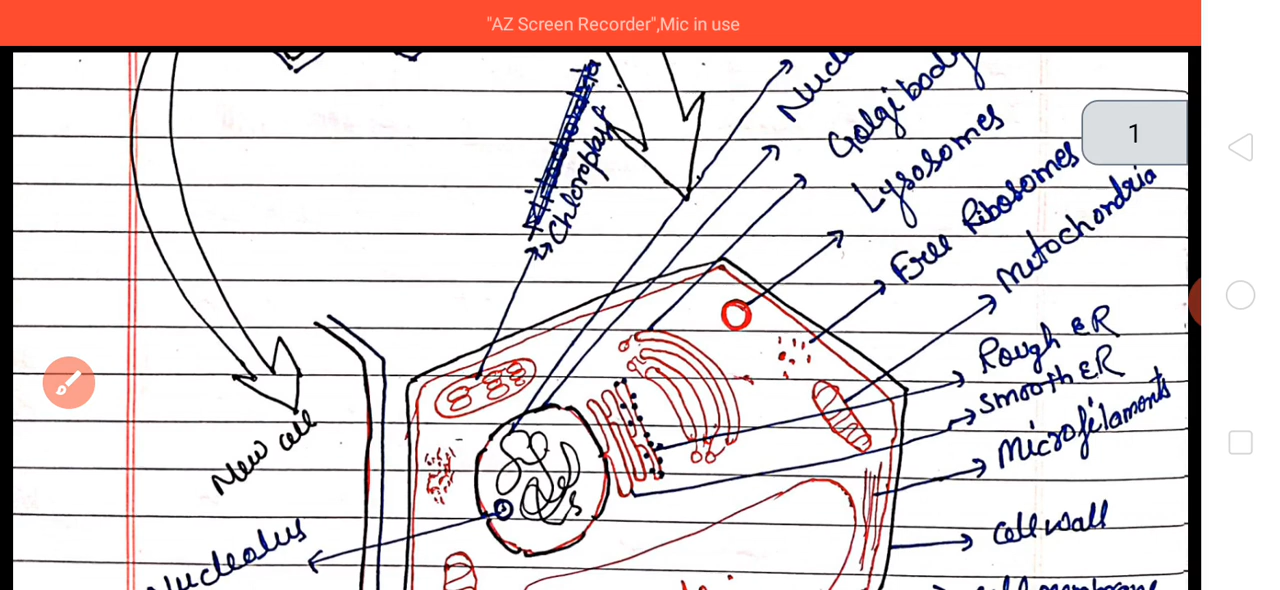 "AZ Screen Recorder",Mic in use
1
Golgi body
Lysosomes
Free Ribosomes
Mitochondria
Chloroplast
Rough ER
Smooth ER
Microfilaments
New cell
cell wall
Nucleolus